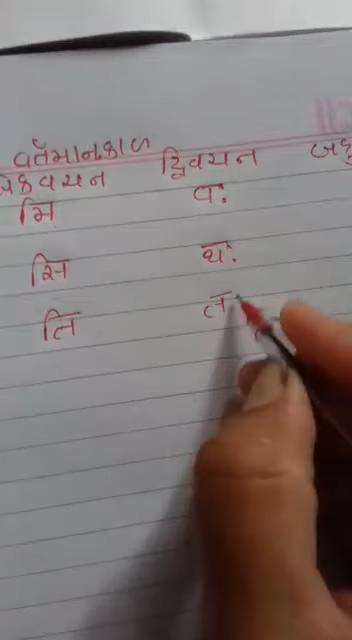 વર્તમાનકાળ
એકવચન દ્વિવચન
મિ વઃ
સિ થઃ
તિ તઃ